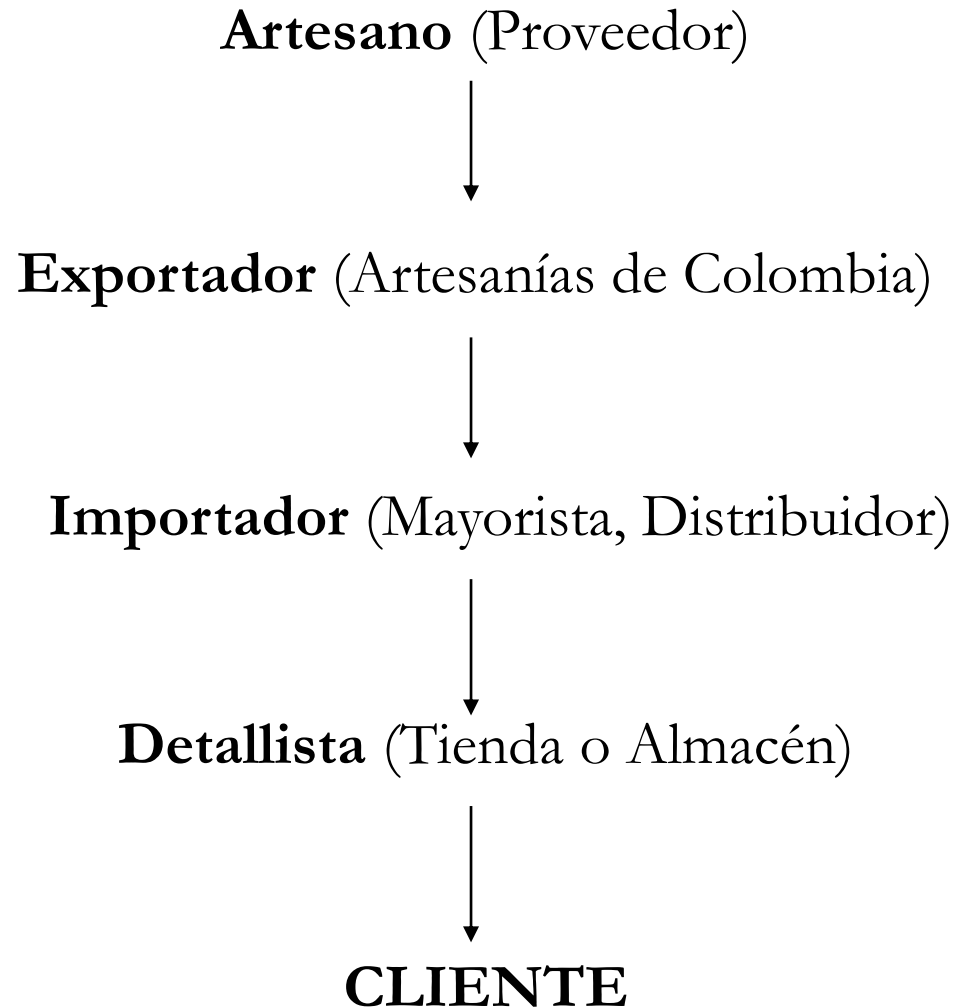 Artesano (Proveedor)
Exportador (Artesanías de Colombia)
Importador (Mayorista, Distribuidor)
Detallista (Tienda o Almacén)
CLIENTE